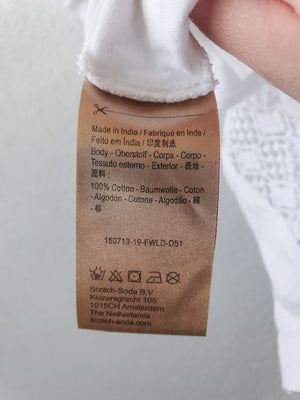 Made in India / Fabriqué en Inde /
Feito em Índia / 印度制造
Body - Oberstoff - Corps - Corpo -
Tessuto esterno - Exterior - 表地 -
面料 :
100% Cotton - Baumwolle - Coton
- Algodón - Cotone - Algodão - 綿
- 棉
150713-19-FWLD-D51
Scotch-Soda B.V
Keizersgracht 105
1015CH Amsterdam
The Netherlands
scotch-soda.com